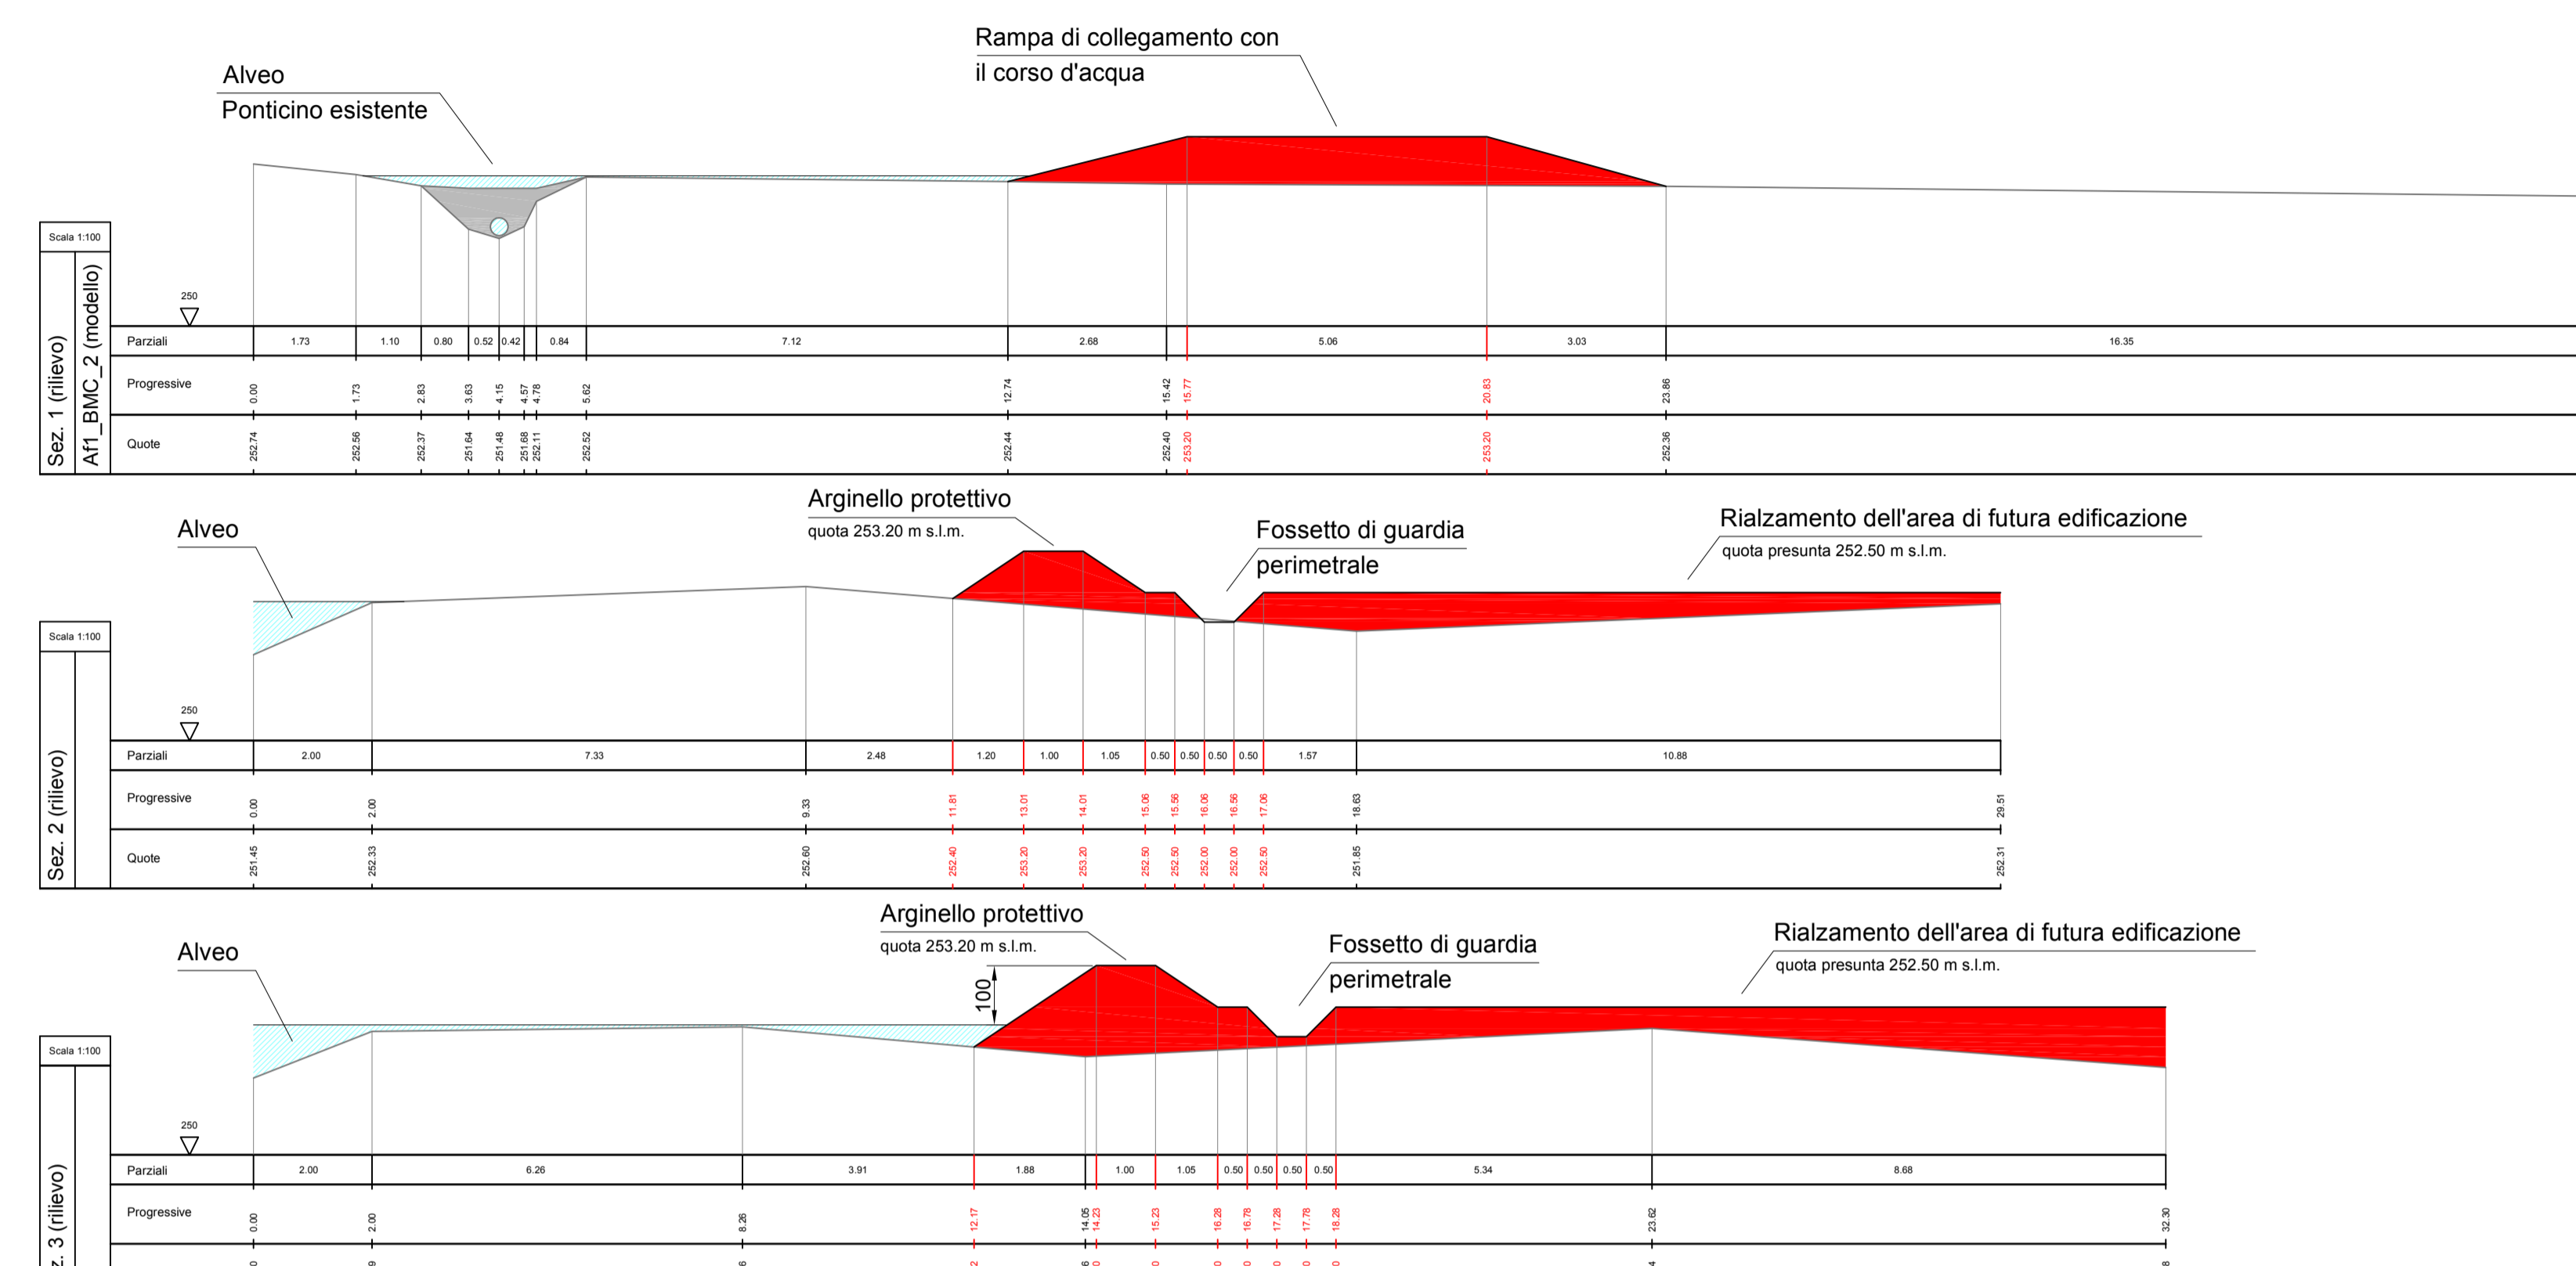 Rampa di collegamento con
il corso d'acqua
Alveo
Ponticino esistente
Scala 1:100
Sez. 1 (rilievo)
Af1_BMC_2 (modello)
250
Parziali
1.73 1.10 0.80 0.52 0.42 0.84 7.12 2.68 5.06 3.03 16.35
Progressive
0.00 1.73 2.83 3.63 4.15 4.57 4.78 5.62 12.74 15.42 15.77 20.83 23.86
Quote
252.74 252.56 252.37 251.64 251.48 251.68 252.11 252.52 252.44 252.40 253.20 253.20 252.36
Alveo
Arginello protettivo
quota 253.20 m s.l.m.
Fossetto di guardia
perimetrale
Rialzamento dell'area di futura edificazione
quota presunta 252.50 m s.l.m.
Scala 1:100
Sez. 2 (rilievo)
250
Parziali
2.00 7.33 2.48 1.20 1.00 1.05 0.50 0.50 0.50 0.50 1.57 10.88
Progressive
0.00 2.00 9.33 11.81 13.01 14.01 15.06 15.56 16.06 16.56 17.06 18.63 29.51
Quote
251.45 252.33 252.60 252.40 253.20 253.20 252.50 252.50 252.00 252.00 252.50 251.85 252.31
Alveo
Arginello protettivo
quota 253.20 m s.l.m.
100
Fossetto di guardia
perimetrale
Rialzamento dell'area di futura edificazione
quota presunta 252.50 m s.l.m.
Scala 1:100
z. 3 (rilievo)
250
Parziali
2.00 6.26 3.91 1.88 1.00 1.05 0.50 0.50 0.50 0.50 5.34 8.68
Progressive
0.00 2.00 8.26 12.17 14.05 14.23 15.23 16.28 16.78 17.28 17.78 18.28 23.62 32.30